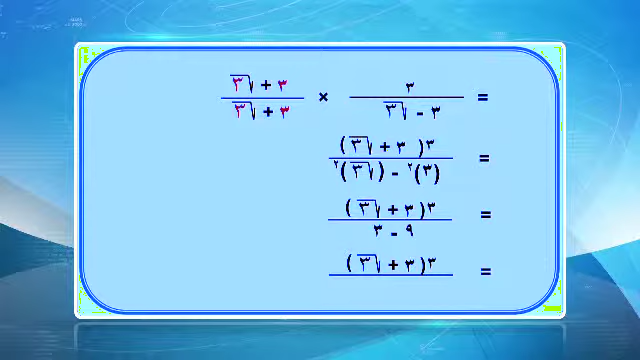 = ٣ / (٣ - √٣) × (٣ + √٣) / (٣ + √٣)
= ٣(٣ + √٣) / (٣)٢ - (√٣)٢
= ٣(٣ + √٣) / ٩ - ٣
= ٣(٣ + √٣)